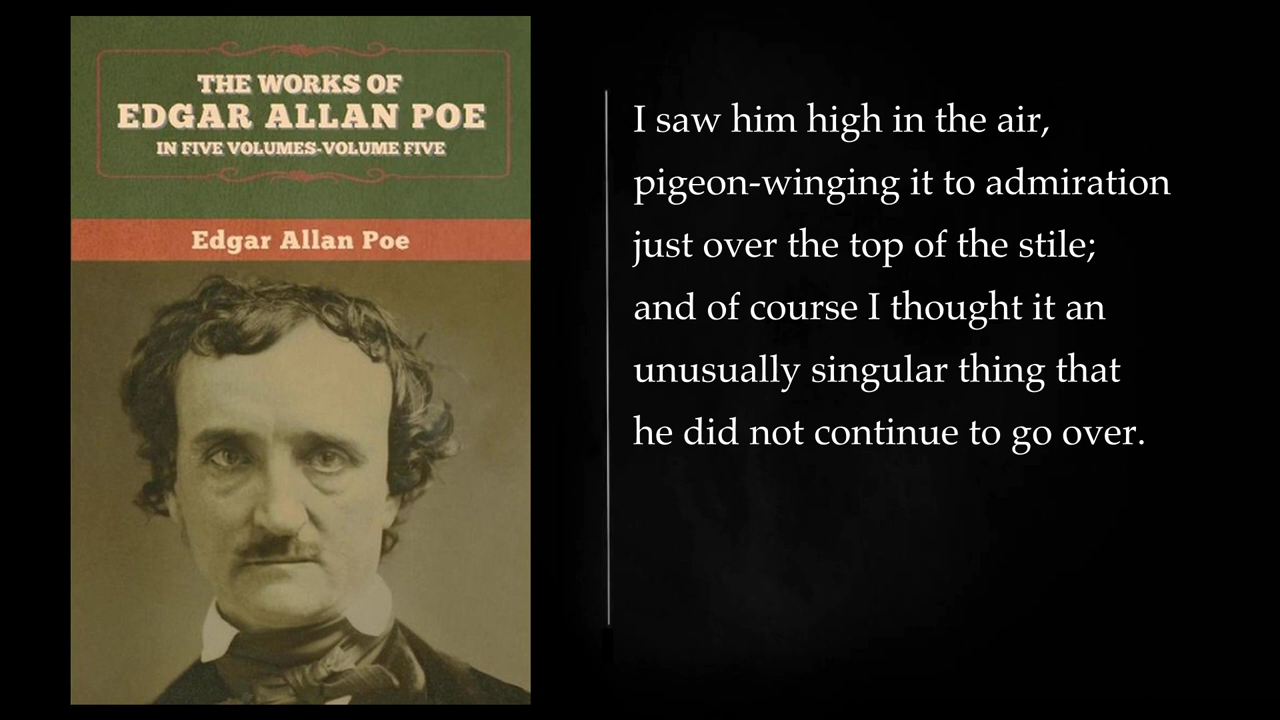 THE WORKS OF
EDGAR ALLAN POE
IN FIVE VOLUMES-VOLUME FIVE
Edgar Allan Poe
I saw him high in the air,
pigeon-winging it to admiration
just over the top of the stile;
and of course I thought it an
unusually singular thing that
he did not continue to go over.